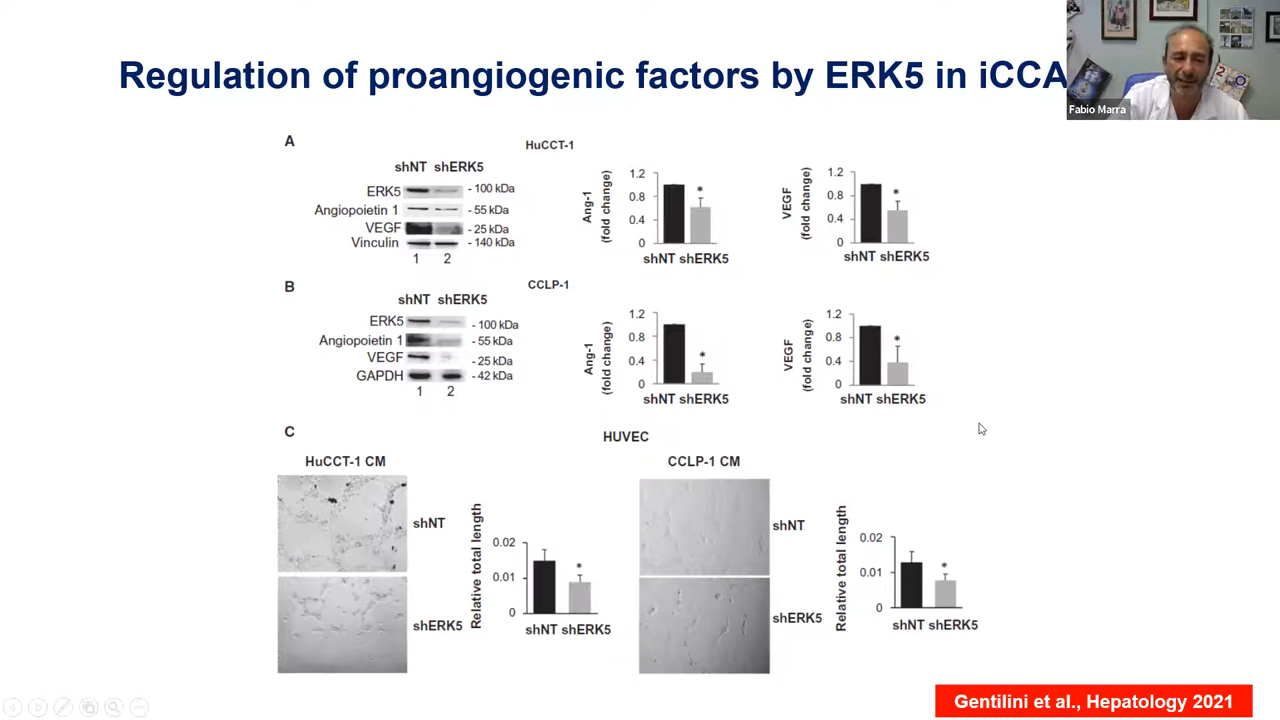 Regulation of proangiogenic factors by ERK5 in iCCA
Fabio Marra
A
HuCCT-1
shNT shERK5
ERK5
- 100 kDa
Angiopoietin 1
- 55 kDa
VEGF
- 25 kDa
Vinculin
- 140 kDa
1 2
Ang-1
(fold change)
1.2
0.8
0.4
0
*
shNT shERK5
VEGF
(fold change)
1.2
0.8
0.4
0
*
shNT shERK5
B
CCLP-1
shNT shERK5
ERK5
- 100 kDa
Angiopoietin 1
- 55 kDa
VEGF
- 25 kDa
GAPDH
- 42 kDa
1 2
Ang-1
(fold change)
1.2
0.8
0.4
0
*
shNT shERK5
VEGF
(fold change)
1.2
0.8
0.4
0
*
shNT shERK5
C
HUVEC
HuCCT-1 CM
shNT
shERK5
Relative total length
0.02
0.01
0
*
shNT shERK5
CCLP-1 CM
shNT
shERK5
Relative total length
0.02
0.01
0
*
shNT shERK5
Gentilini et al., Hepatology 2021